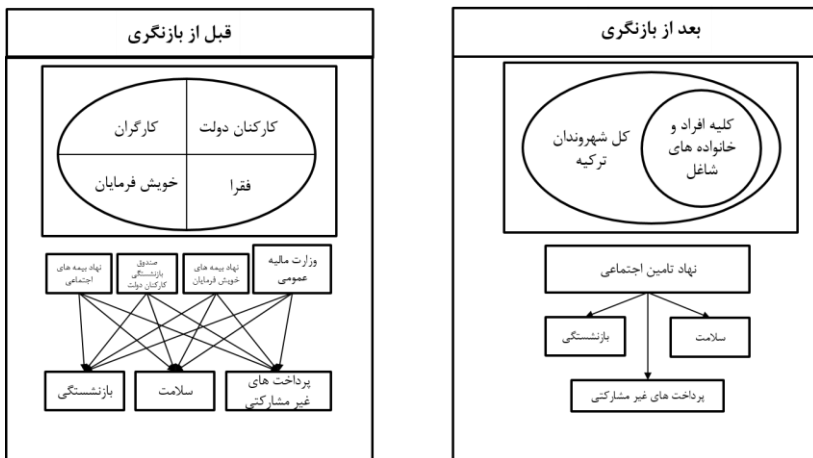 بعد از بازنگری
کل شهروندان
ترکیه
کلیه افراد و
خانواده های
شاغل
نهاد تامین اجتماعی
سلامت
بازنشستگی
پرداخت های غیر مشارکتی
قبل از بازنگری
کارکنان دولت
کارگران
فقرا
خویش فرمایان
وزارت مالیه
عمومی
نهاد بیمه های
خویش فرمایان
صندوق
بازنشستگی
کارکنان دولت
نهاد بیمه های
اجتماعی
پرداخت های
غیر مشارکتی
سلامت
بازنشستگی